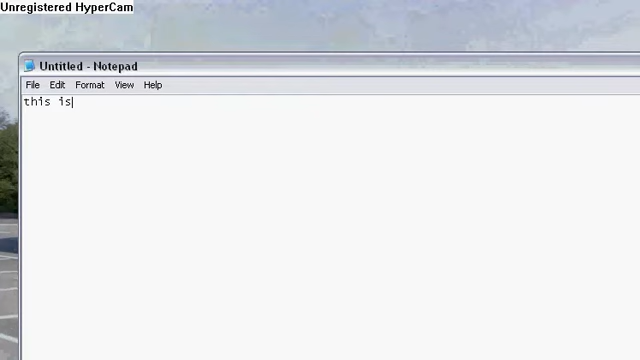 Unregistered HyperCam
Untitled - Notepad
File Edit Format View Help
this is